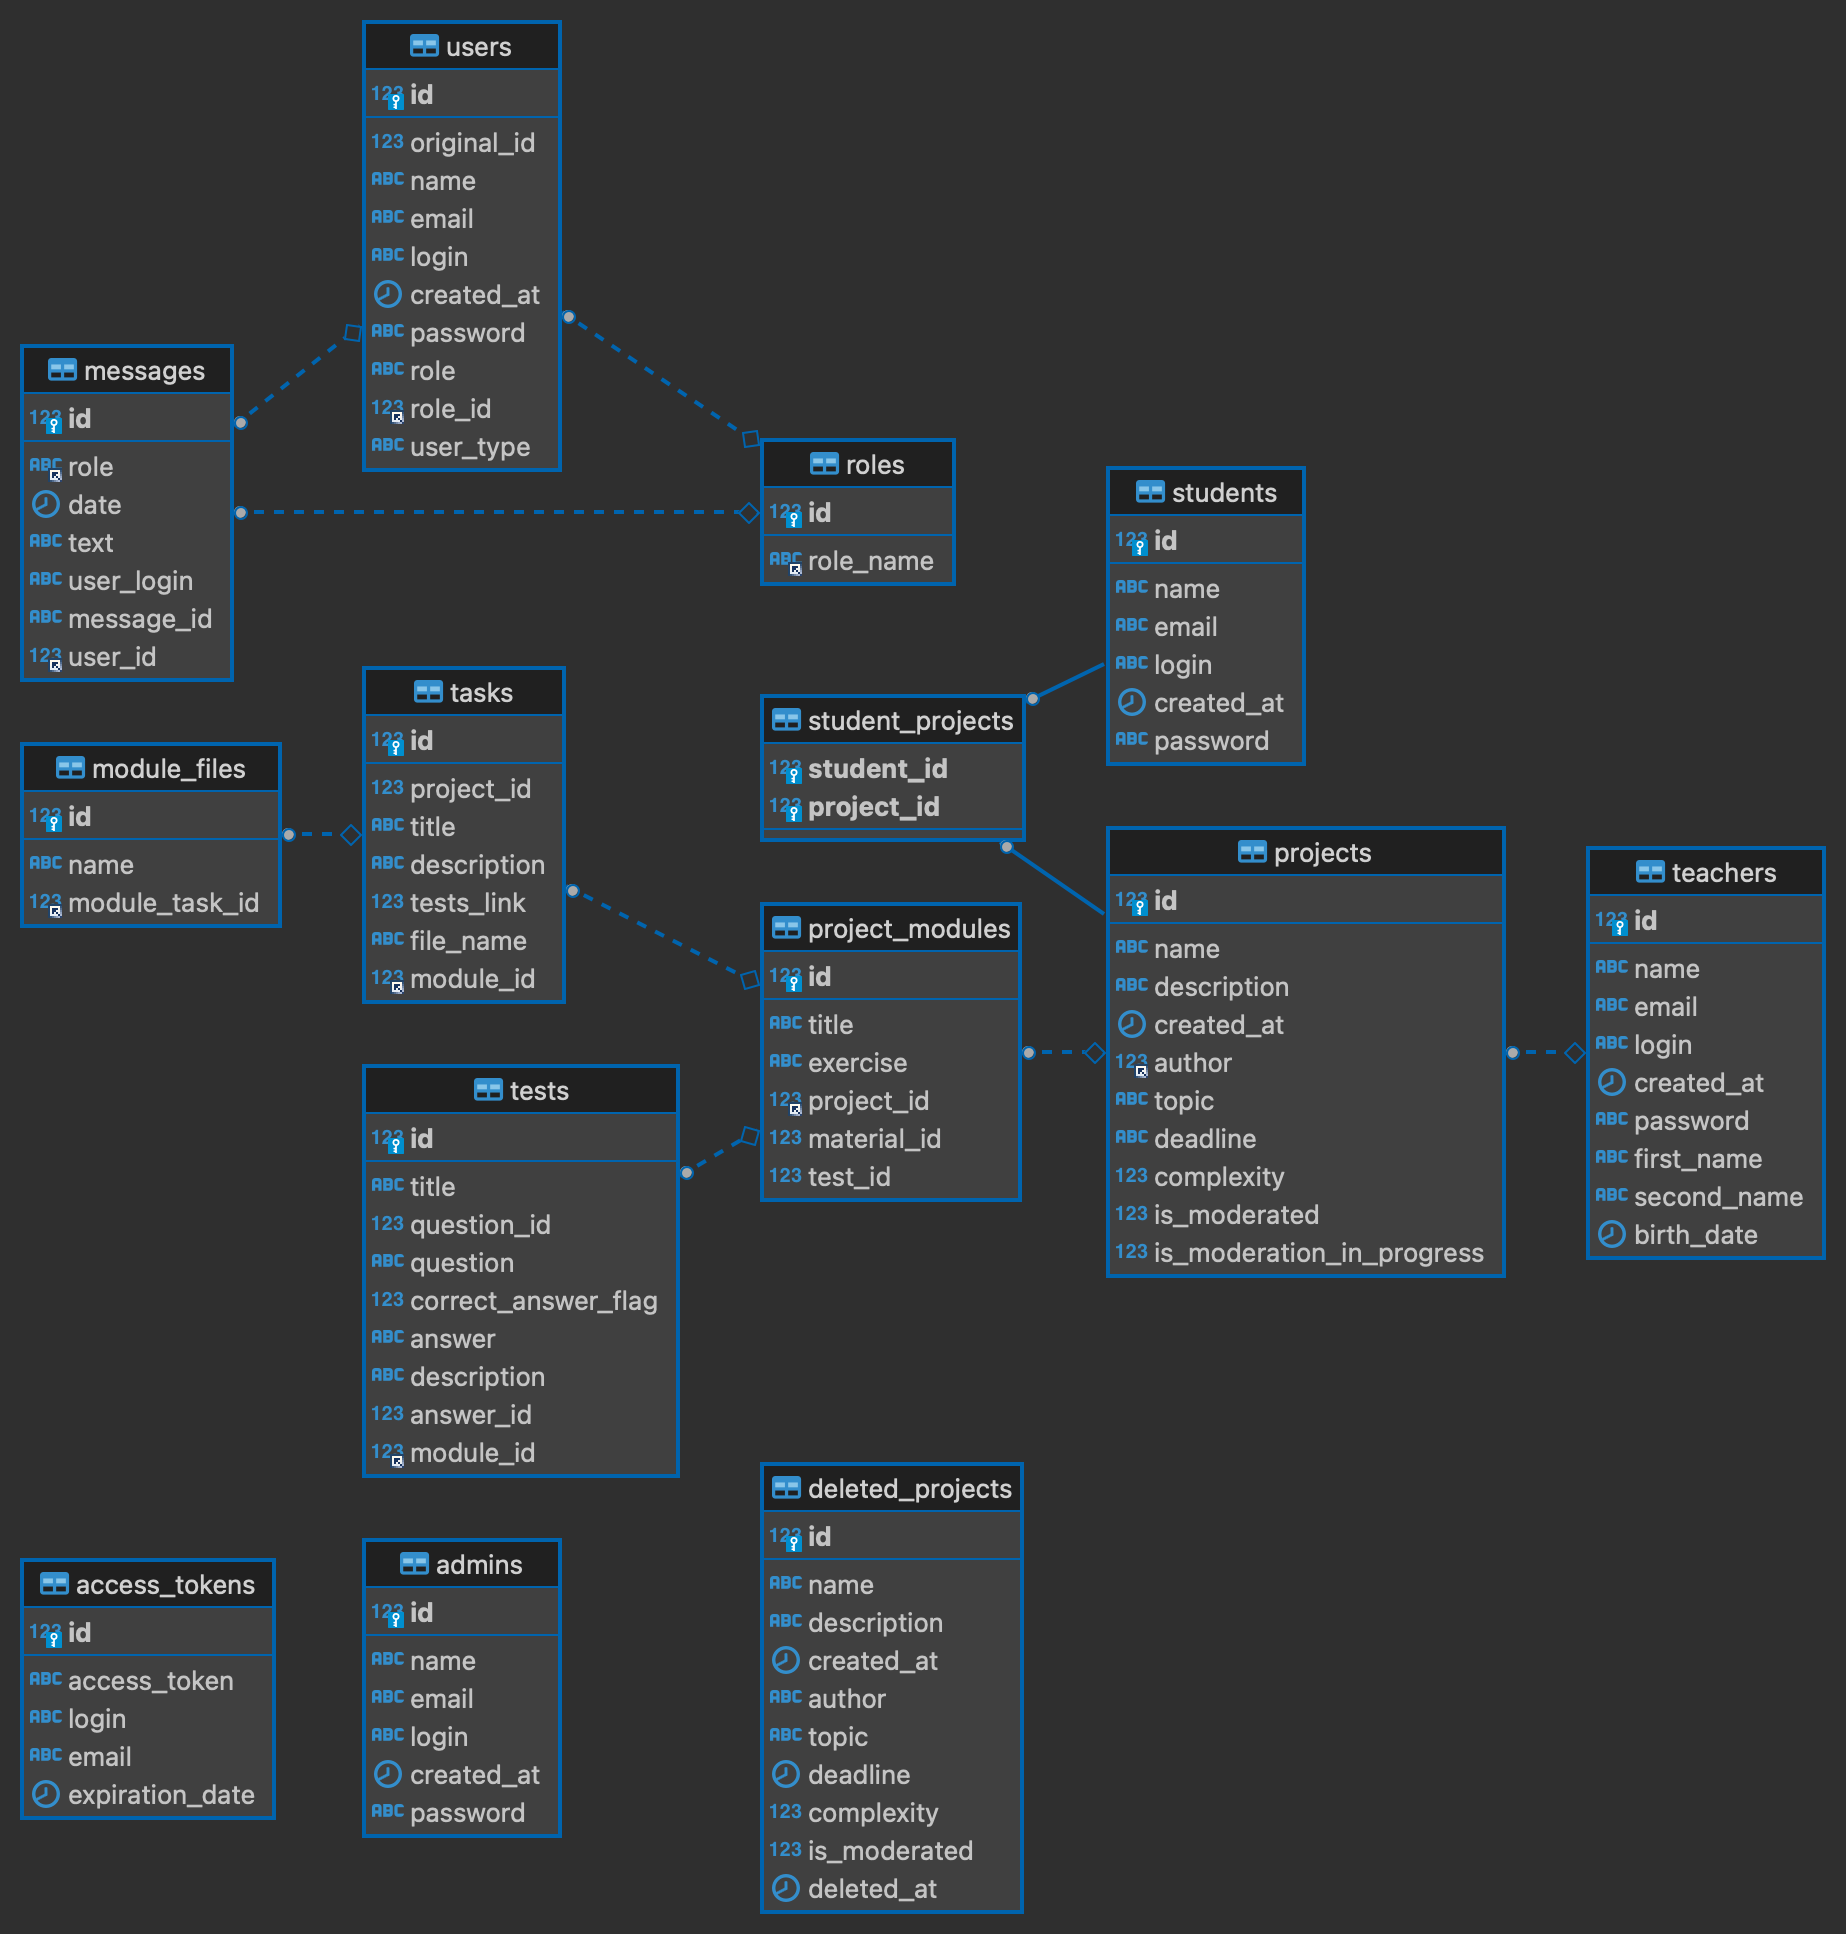 users
123 id
123 original_id
ABC name
ABC email
ABC login
created_at
ABC password
ABC role
123 role_id
ABC user_type
messages
123 id
ABC role
date
ABC text
ABC user_login
ABC message_id
123 user_id
roles
123 id
ABC role_name
students
123 id
ABC name
ABC email
ABC login
created_at
ABC password
tasks
123 id
123 project_id
ABC title
ABC description
123 tests_link
ABC file_name
123 module_id
student_projects
123 student_id
123 project_id
module_files
123 id
ABC name
123 module_task_id
projects
123 id
ABC name
ABC description
created_at
123 author
ABC topic
ABC deadline
123 complexity
123 is_moderated
123 is_moderation_in_progress
teachers
123 id
ABC name
ABC email
ABC login
created_at
ABC password
ABC first_name
ABC second_name
birth_date
project_modules
123 id
ABC title
ABC exercise
123 project_id
123 material_id
123 test_id
tests
123 id
ABC title
123 question_id
ABC question
123 correct_answer_flag
ABC answer
ABC description
123 answer_id
123 module_id
deleted_projects
123 id
ABC name
ABC description
created_at
ABC author
ABC topic
deadline
123 complexity
123 is_moderated
deleted_at
admins
123 id
ABC name
ABC email
ABC login
created_at
ABC password
access_tokens
123 id
ABC access_token
ABC login
ABC email
expiration_date